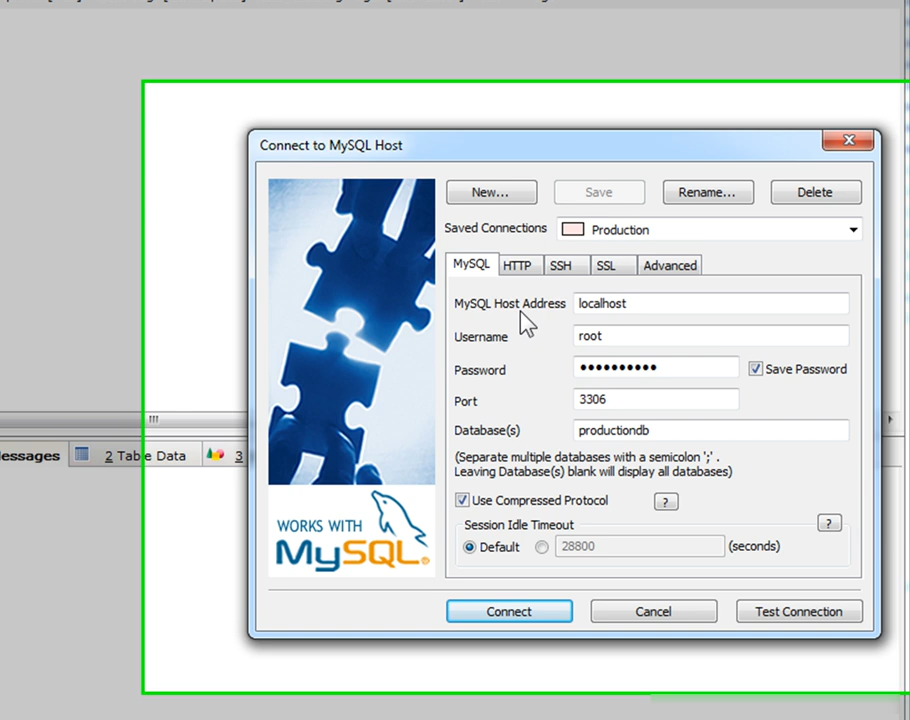 Connect to MySQL Host
New... Save Rename... Delete
Saved Connections Production
MySQL HTTP SSH SSL Advanced
MySQL Host Address localhost
Username root
Password •••••••••• Save Password
Port 3306
Database(s) productiondb
(Separate multiple databases with a semicolon ';' .
Leaving Database(s) blank will display all databases)
Use Compressed Protocol ?
Session Idle Timeout ?
Default 28800 (seconds)
WORKS WITH
MySQL®
Connect Cancel Test Connection
essages 2 Table Data 3